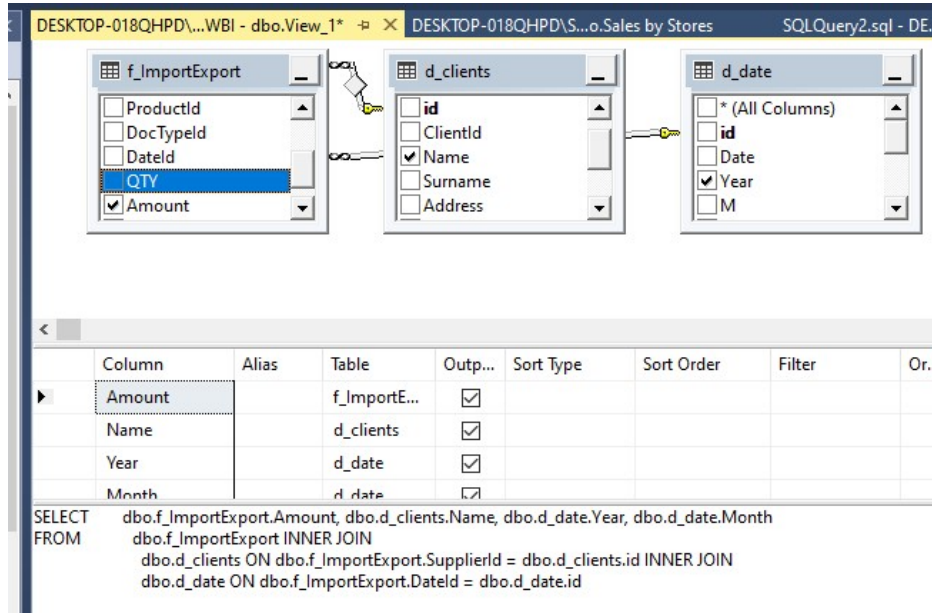 DESKTOP-018QHPD\...WBI - dbo.View_1* DESKTOP-018QHPD\S...o.Sales by Stores SQLQuery2.sql - DE.
f_ImportExport
ProductId
DocTypeId
DateId
QTY
Amount
d_clients
id
ClientId
Name
Surname
Address
d_date
* (All Columns)
id
Date
Year
M
Column Alias Table Outp... Sort Type Sort Order Filter Or.
Amount f_ImportE...
Name d_clients
Year d_date
Month d_date
SELECT dbo.f_ImportExport.Amount, dbo.d_clients.Name, dbo.d_date.Year, dbo.d_date.Month
FROM dbo.f_ImportExport INNER JOIN
dbo.d_clients ON dbo.f_ImportExport.SupplierId = dbo.d_clients.id INNER JOIN
dbo.d_date ON dbo.f_ImportExport.DateId = dbo.d_date.id